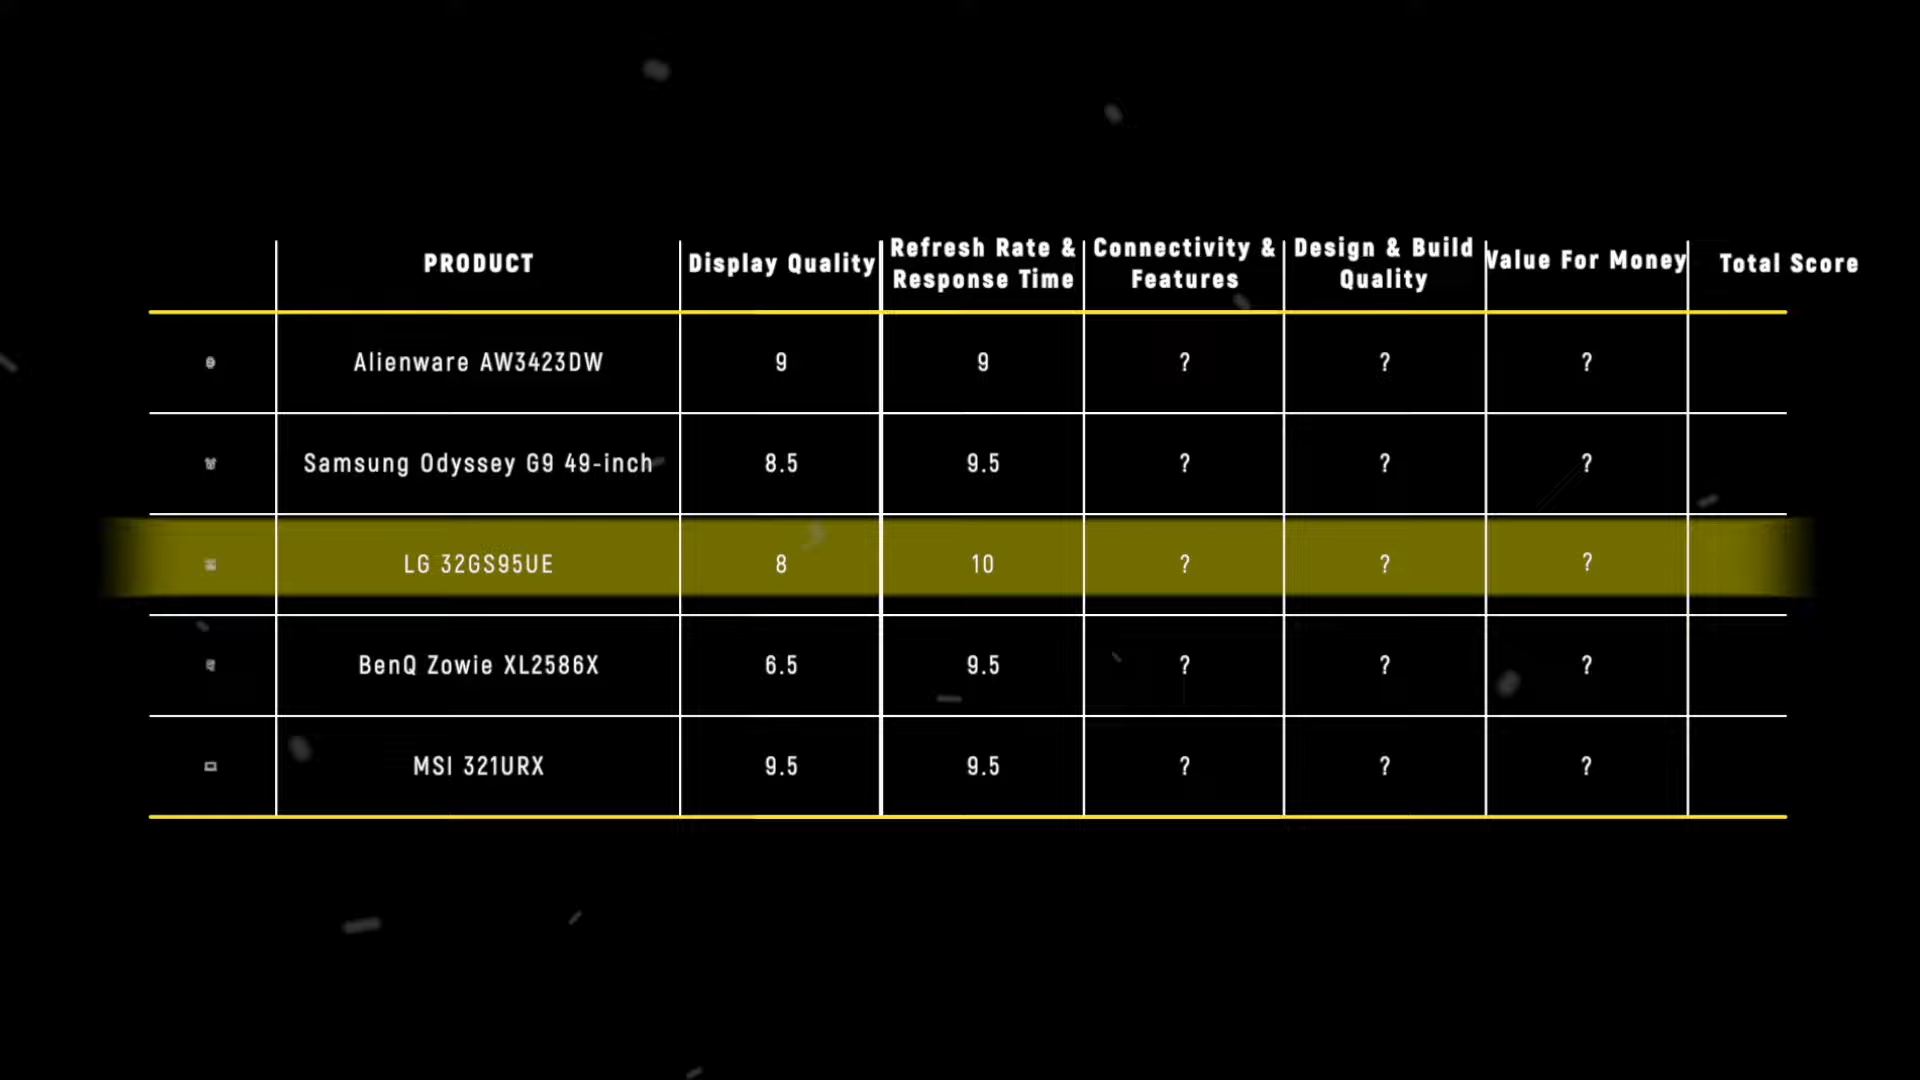 PRODUCT Display Quality Refresh Rate & Response Time Connectivity & Features Design & Build Quality Value For Money Total Score
Alienware AW3423DW 9 9 ? ? ?
Samsung Odyssey G9 49-inch 8.5 9.5 ? ? ?
LG 32GS95UE 8 10 ? ? ?
BenQ Zowie XL2586X 6.5 9.5 ? ? ?
MSI 321URX 9.5 9.5 ? ? ?